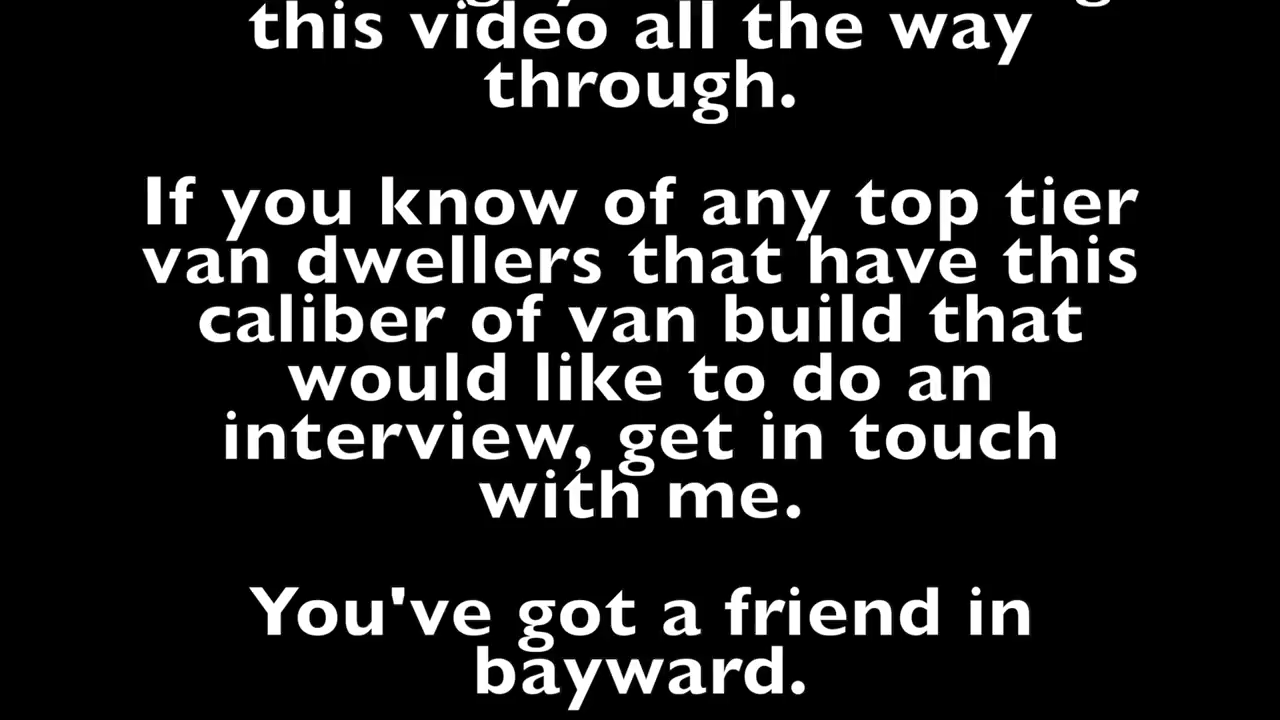 this video all the way
through.
If you know of any top tier
van dwellers that have this
caliber of van build that
would like to do an
interview, get in touch
with me.
You've got a friend in
bayward.